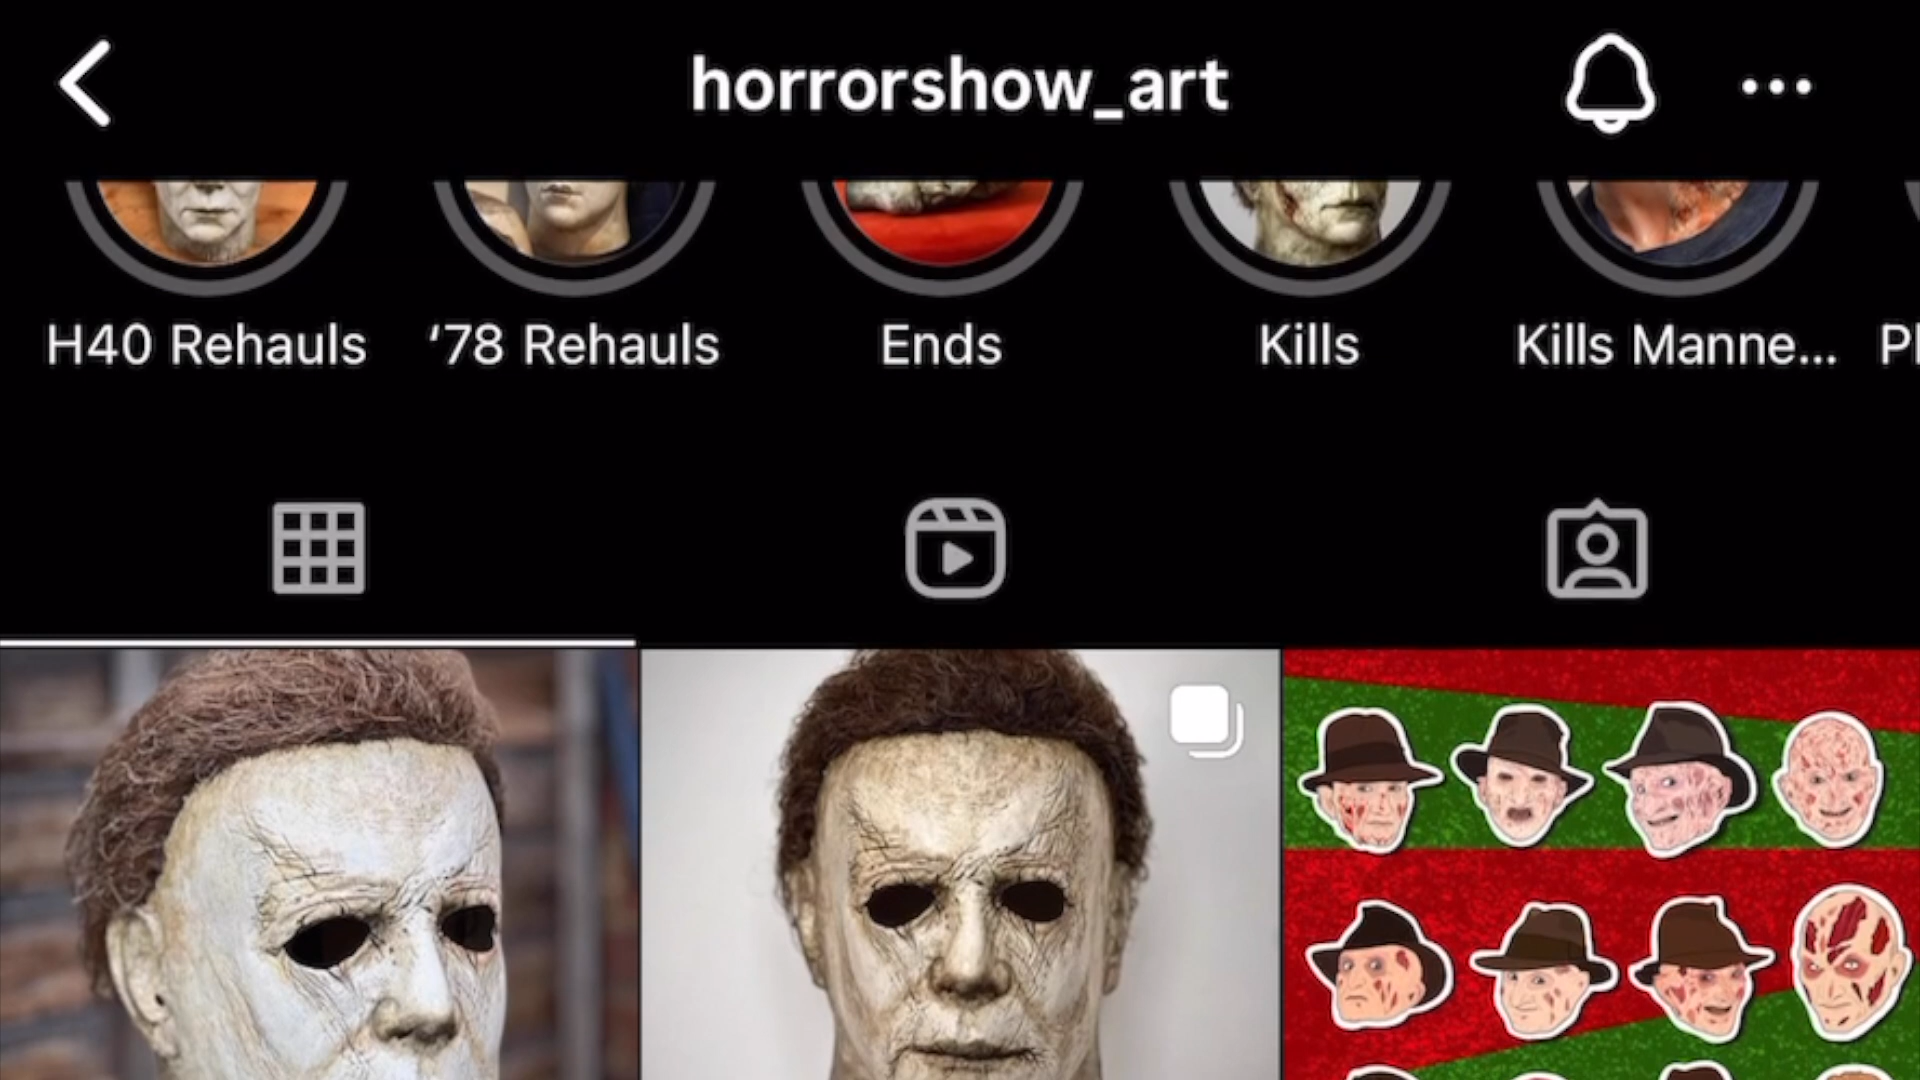 horrorshow_art
H40 Rehauls
‘78 Rehauls
Ends
Kills
Kills Manne...